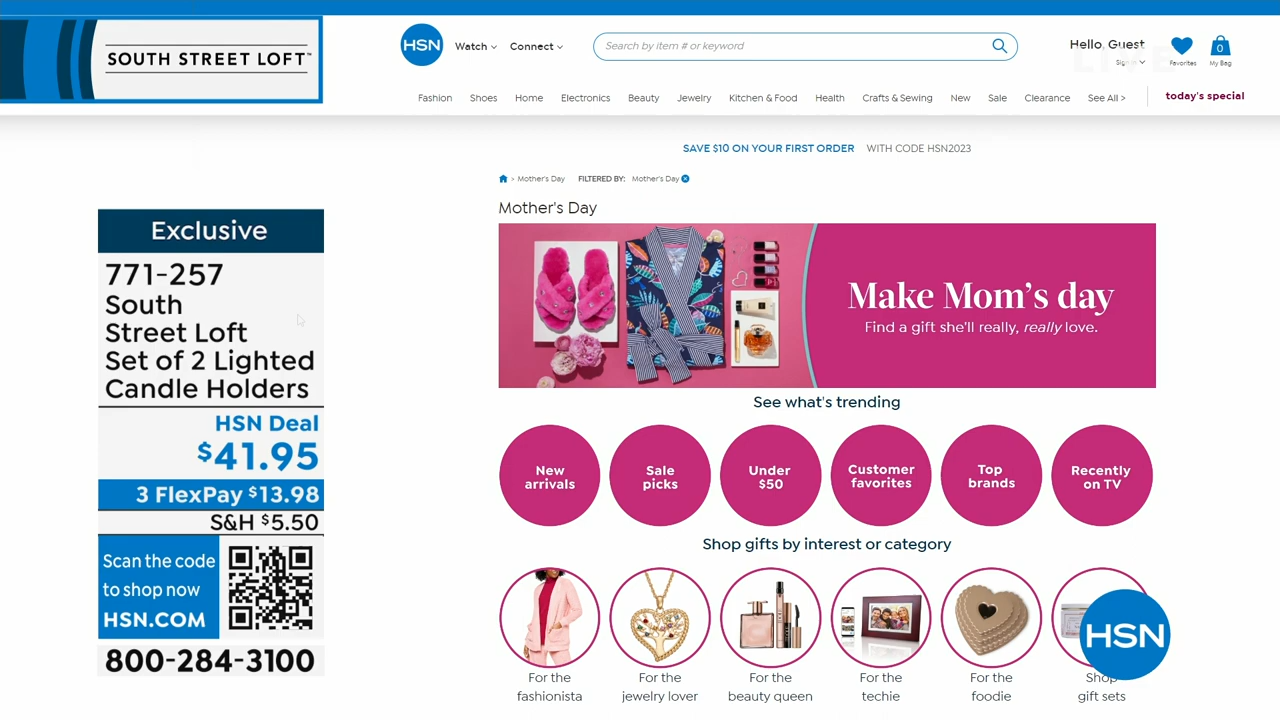 SOUTH STREET LOFT™
HSN
Watch
Connect
Search by item # or keyword
Hello, Guest
Sign In
Favorites
0
My Bag
LIVE
Fashion Shoes Home Electronics Beauty Jewelry Kitchen & Food Health Crafts & Sewing New Sale Clearance See All >
today's special
SAVE $10 ON YOUR FIRST ORDER WITH CODE HSN2023
> Mother's Day FILTERED BY: Mother's Day
Mother's Day
Make Mom's day
Find a gift she'll really, really love.
See what's trending
New
arrivals
Sale
picks
Under
$50
Customer
favorites
Top
brands
Recently
on TV
Shop gifts by interest or category
For the
fashionista
For the
jewelry lover
For the
beauty queen
For the
techie
For the
foodie
Shop
gift sets
HSN
Exclusive
771-257
South
Street Loft
Set of 2 Lighted
Candle Holders
HSN Deal
$41.95
3 FlexPay $13.98
S&H $5.50
Scan the code
to shop now
HSN.COM
800-284-3100